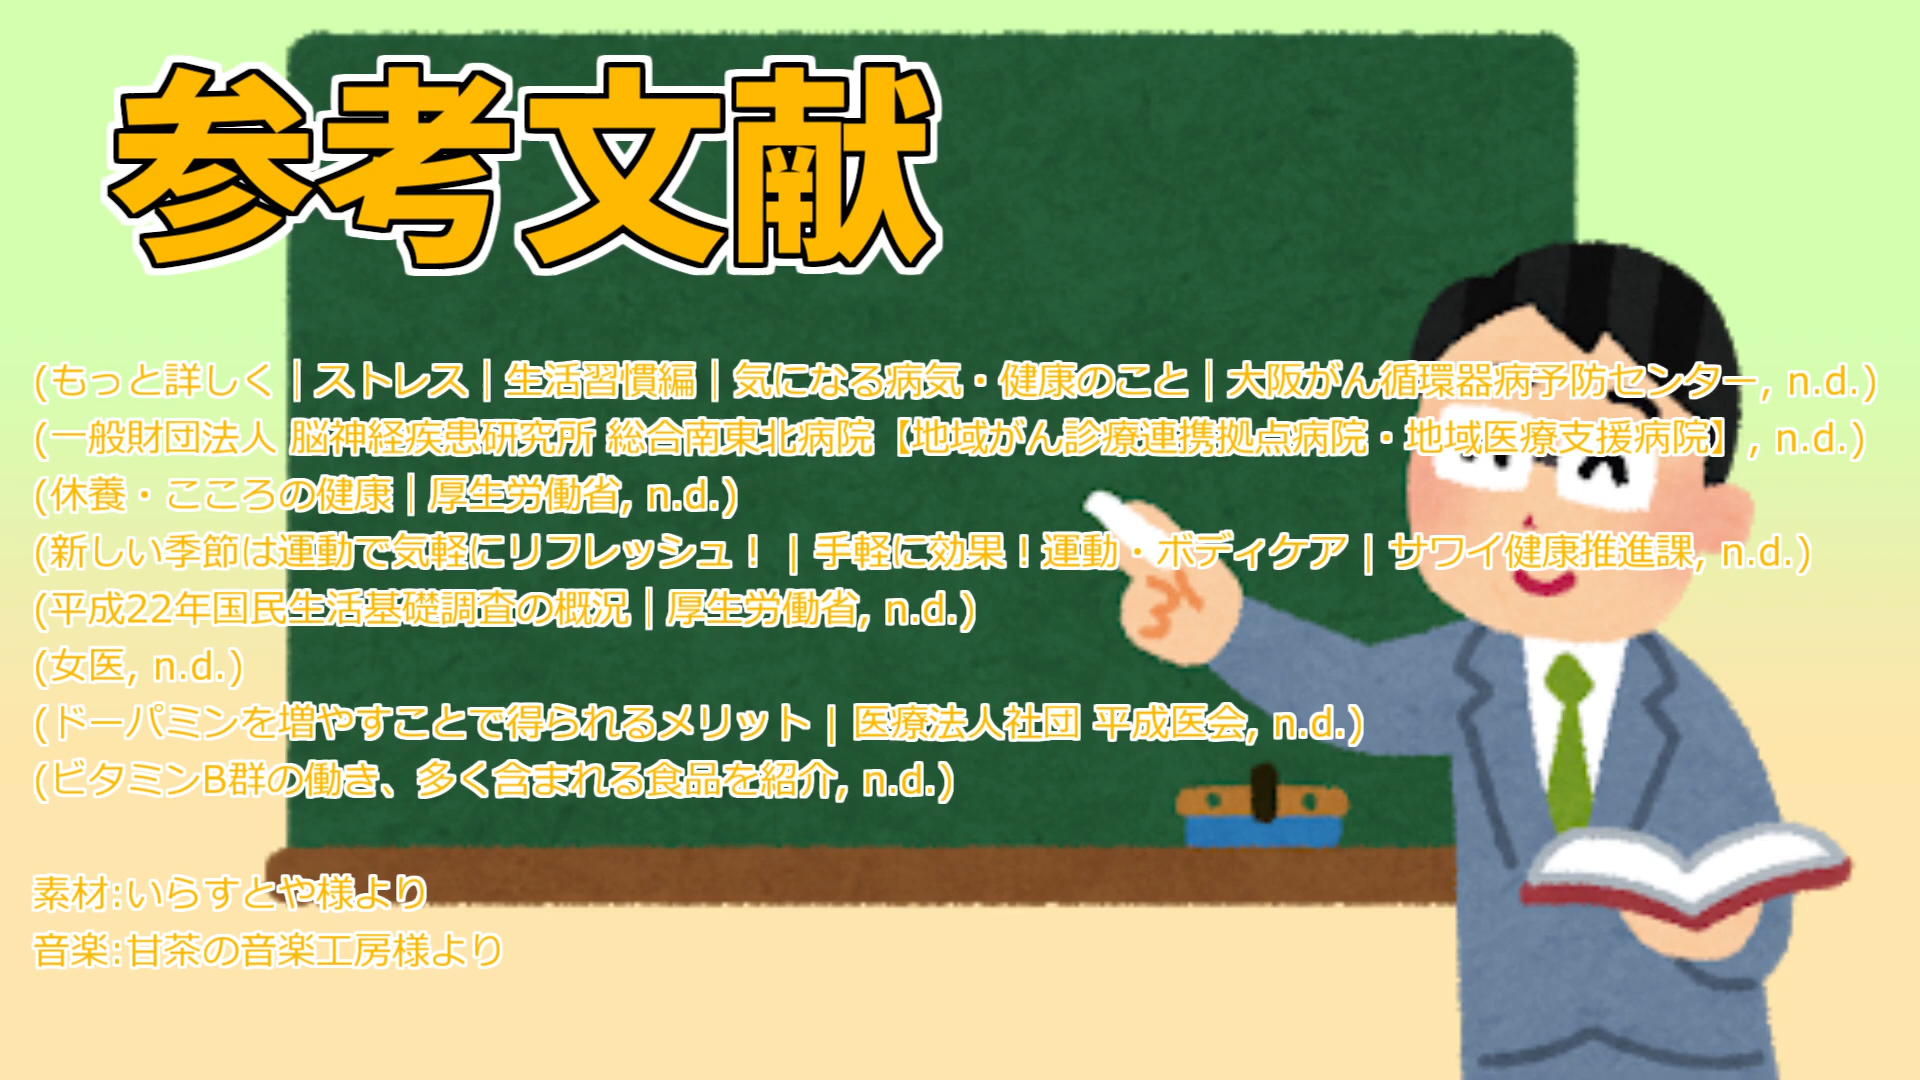 参考文献
(もっと詳しく｜ストレス｜生活習慣編｜気になる病気・健康のこと｜大阪がん循環器病予防センター, n.d.)
(一般財団法人 脳神経疾患研究所 総合南東北病院【地域がん診療連携拠点病院・地域医療支援病院】, n.d.)
(休養・こころの健康｜厚生労働省, n.d.)
(新しい季節は運動で気軽にリフレッシュ！ | 手軽に効果！運動・ボディケア | サワイ健康推進課, n.d.)
(平成22年国民生活基礎調査の概況｜厚生労働省, n.d.)
(女医, n.d.)
(ドーパミンを増やすことで得られるメリット | 医療法人社団 平成医会, n.d.)
(ビタミンB群の働き、多く含まれる食品を紹介, n.d.)
素材:いらすとや様より
音楽:甘茶の音楽工房様より